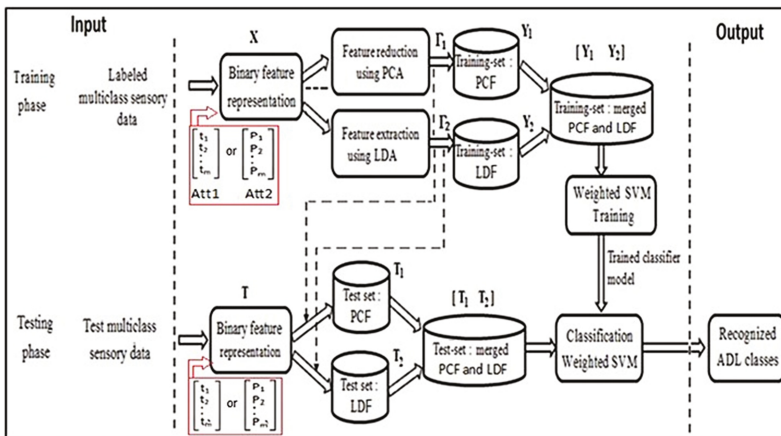 Input
Output
Training
phase
Labeled
multiclass sensory
data
X
Binary feature
representation
t1
t2
:
tm
or
P1
P2
:
Pm
Att1
Att2
Feature reduction
using PCA
Γ1
Feature extraction
using LDA
Γ2
Y1
Training-set :
PCF
Y2
Training-set :
LDF
[ Y1 Y2 ]
Training-set : merged
PCF and LDF
Weighted SVM
Training
Trained classifier
model
Testing
phase
Test multiclass
sensory data
T
Binary feature
representation
t1
t2
:
tm
or
P1
P2
:
Pm
T1
Test set :
PCF
T2
Test set :
LDF
[ T1 T2 ]
Test-set : merged
PCF and LDF
Classification
Weighted SVM
Recognized
ADL classes